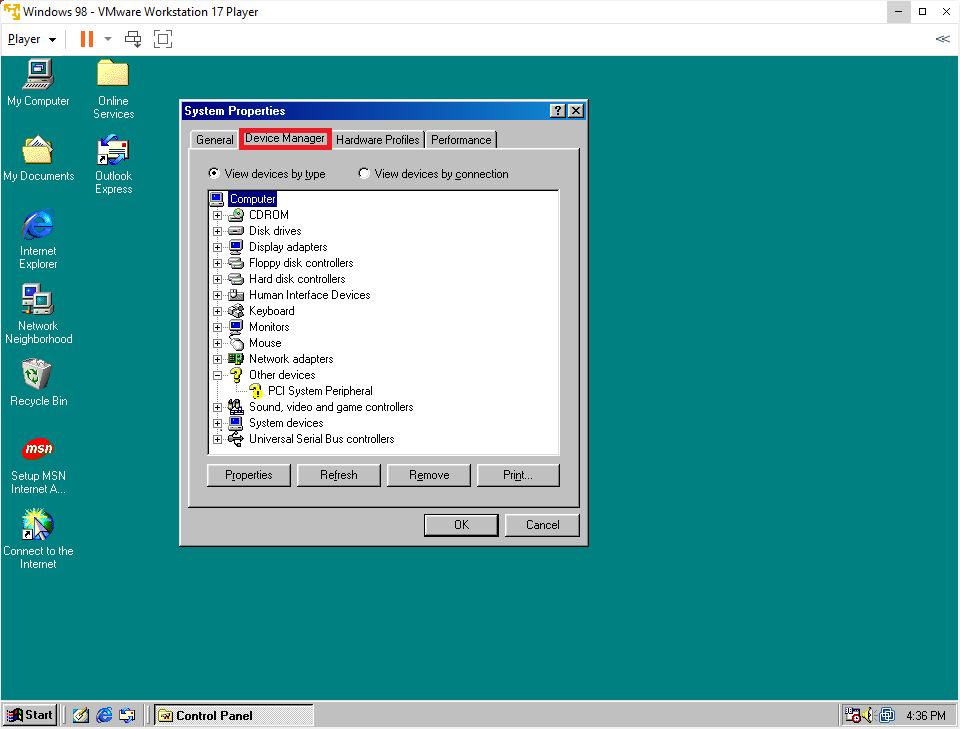 Windows 98 - VMware Workstation 17 Player
Player
My Computer
Online
Services
My Documents
Outlook
Express
Internet
Explorer
Network
Neighborhood
Recycle Bin
msn
Setup MSN
Internet A...
Connect to the
Internet
System Properties
General Device Manager Hardware Profiles Performance
View devices by type View devices by connection
Computer
CDROM
Disk drives
Display adapters
Floppy disk controllers
Hard disk controllers
Human Interface Devices
Keyboard
Monitors
Mouse
Network adapters
Other devices
PCI System Peripheral
Sound, video and game controllers
System devices
Universal Serial Bus controllers
Properties Refresh Remove Print...
OK Cancel
Start Control Panel 4:36 PM